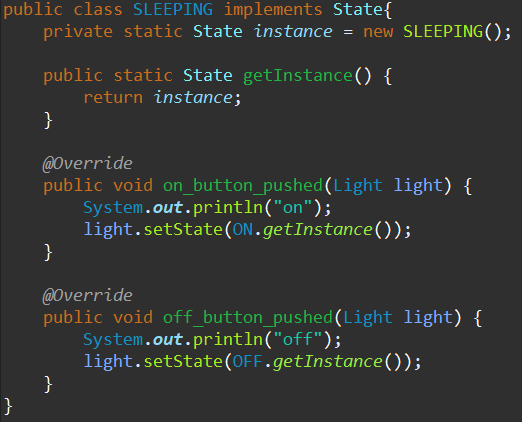 public class SLEEPING implements State{
    private static State instance = new SLEEPING();

    public static State getInstance() {
        return instance;
    }

    @Override
    public void on_button_pushed(Light light) {
        System.out.println("on");
        light.setState(ON.getInstance());
    }

    @Override
    public void off_button_pushed(Light light) {
        System.out.println("off");
        light.setState(OFF.getInstance());
    }
}